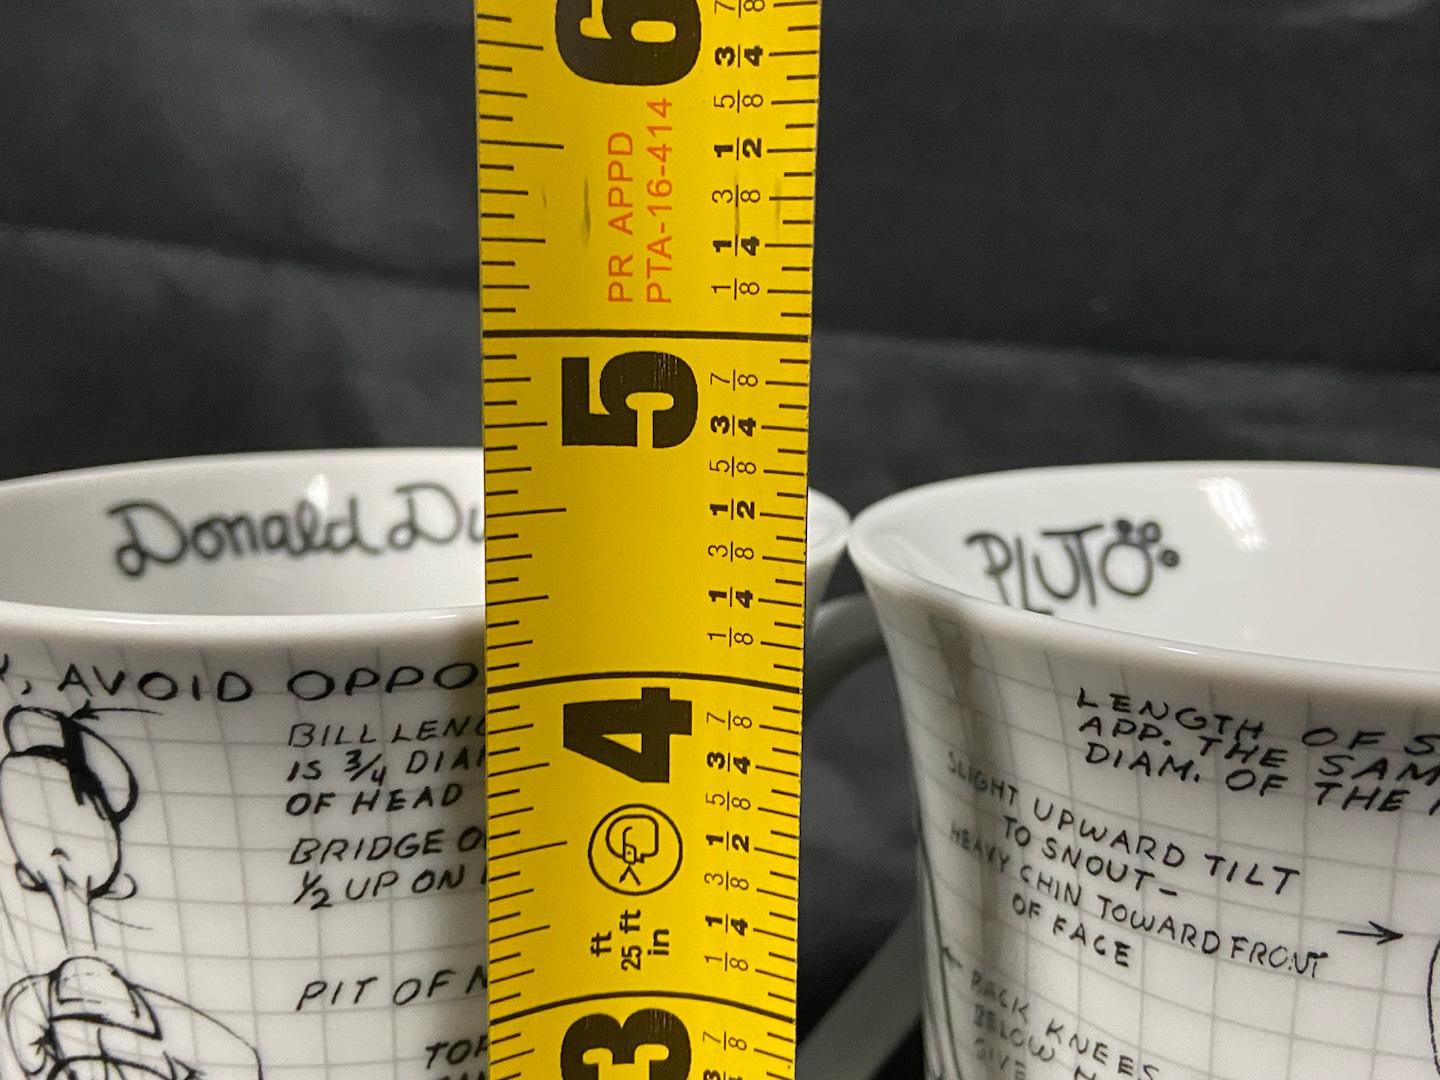 6
7/8
3/4
5/8
1/2
3/8
1/4
1/8
PR APPD
PTA-16-414
5
7/8
3/4
5/8
1/2
3/8
1/4
1/8
4
7/8
3/4
5/8
1/2
3/8
1/4
1/8
ft
25 ft
in
3
7/8
Donald Du
, AVOID OPPO
BILL LENG
IS 3/4 DIA
OF HEAD
BRIDGE O
1/2 UP ON
PIT OF
TOP
PLUTO
LENGTH OF S
APP. THE SAM
DIAM. OF THE
SLIGHT UPWARD TILT
TO SNOUT-
HEAVY CHIN TOWARD FRONT
OF FACE
BACK KNEES
BELOW
GIVE